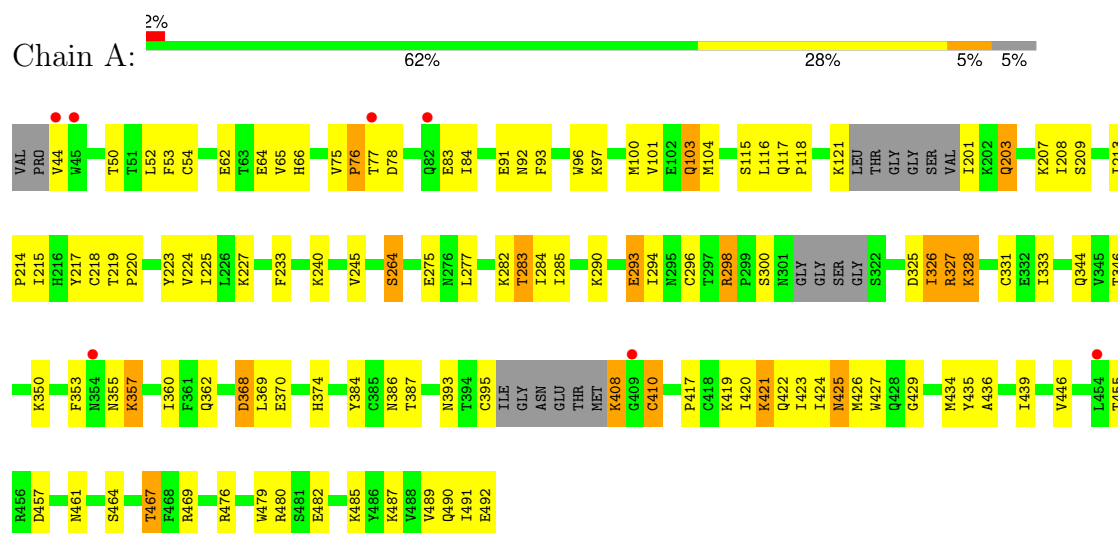 2%
Chain A:
62% 28% 5% 5%
VAL PRO V44 W45 T50 T51 L52 F53 C54 E62 T63 E64 V65 H66 V75 P76 T77 D78 Q82 E83 I84 E91 N92 F93 W96 K97 M100 V101 E102 Q103 M104 S115 L116 Q117 P118 K121 LEU THR GLY GLY SER VAL I201 K202 Q203 K207 I208 S209
P214 I215 H216 Y217 C218 T219 P220 Y223 V224 I225 L226 K227 F233 K240 V245 S264 E275 N276 L277 K282 T283 I284 I285 K290 E293 I294 N295 C296 T297 R298 P299 S300 N301 GLY GLY SER GLY S322 D325 I326 R327 K328 C331 E332 I333 Q344 V345 T346
K350 F353 N354 N355 K357 I360 F361 Q362 D368 L369 E370 H374 Y384 C385 N386 T387 N393 T394 C395 ILE GLY ASN GLU THR MET K408 G409 C410 P417 C418 K419 I420 K421 Q422 I423 I424 N425 M426 W427 Q428 G429 M434 Y435 A436 I439 V446 L454 T455
R456 D457 N461 S464 T467 F468 R469 R476 W479 R480 S481 E482 K485 Y486 K487 V488 V489 Q490 I491 E492